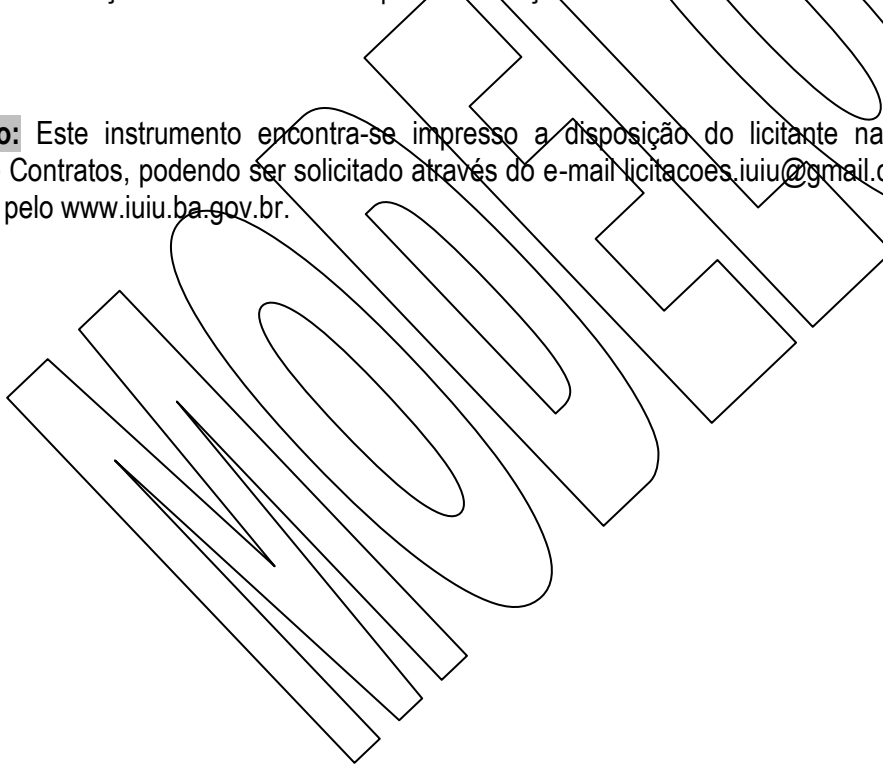 o: Este instrumento encontra-se impresso a disposição do licitante na
Contratos, podendo ser solicitado através do e-mail licitacoes.iuiu@gmail.c
pelo www.iuiu.ba.gov.br.
MODELO